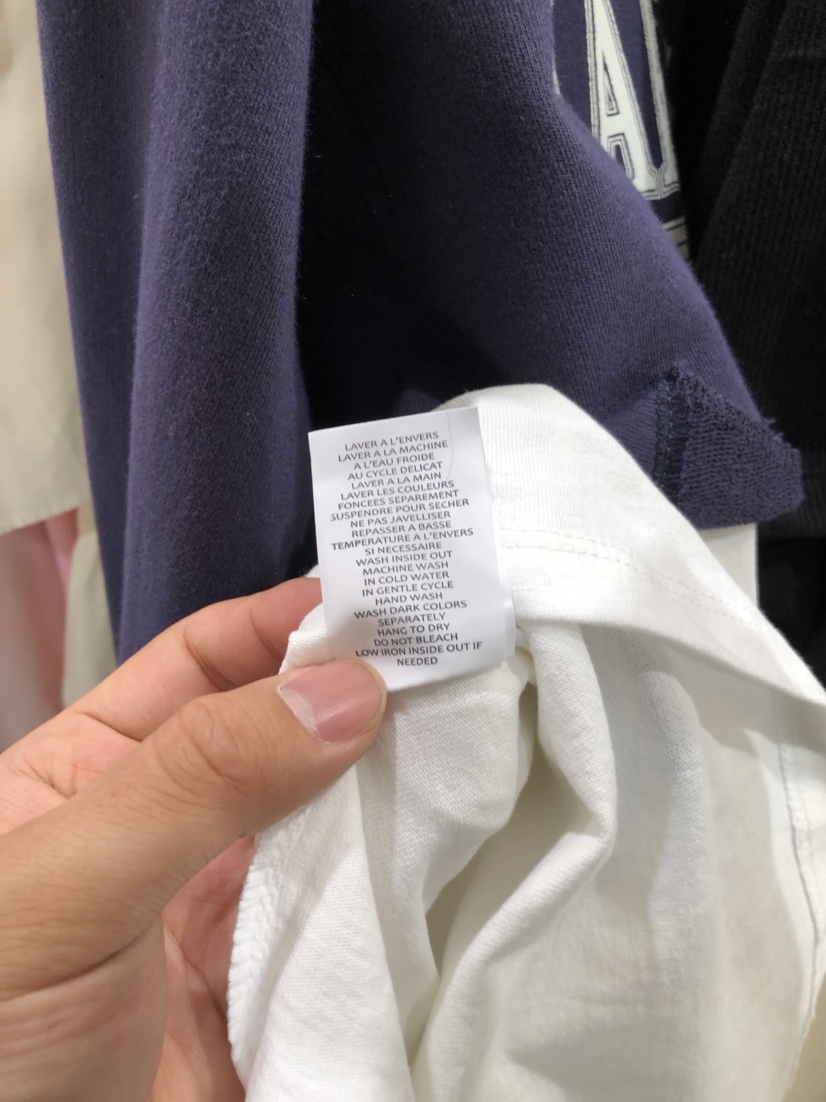 A
LAVER A L'ENVERS
LAVER A LA MACHINE
A L'EAU FROIDE
AU CYCLE DELICAT
LAVER A LA MAIN
LAVER LES COULEURS
FONCEES SEPAREMENT
SUSPENDRE POUR SECHER
NE PAS JAVELLISER
REPASSER A BASSE
TEMPERATURE A L'ENVERS
SI NECESSAIRE
WASH INSIDE OUT
MACHINE WASH
IN COLD WATER
IN GENTLE CYCLE
HAND WASH
WASH DARK COLORS
SEPARATELY
HANG TO DRY
DO NOT BLEACH
LOW IRON INSIDE OUT IF
NEEDED